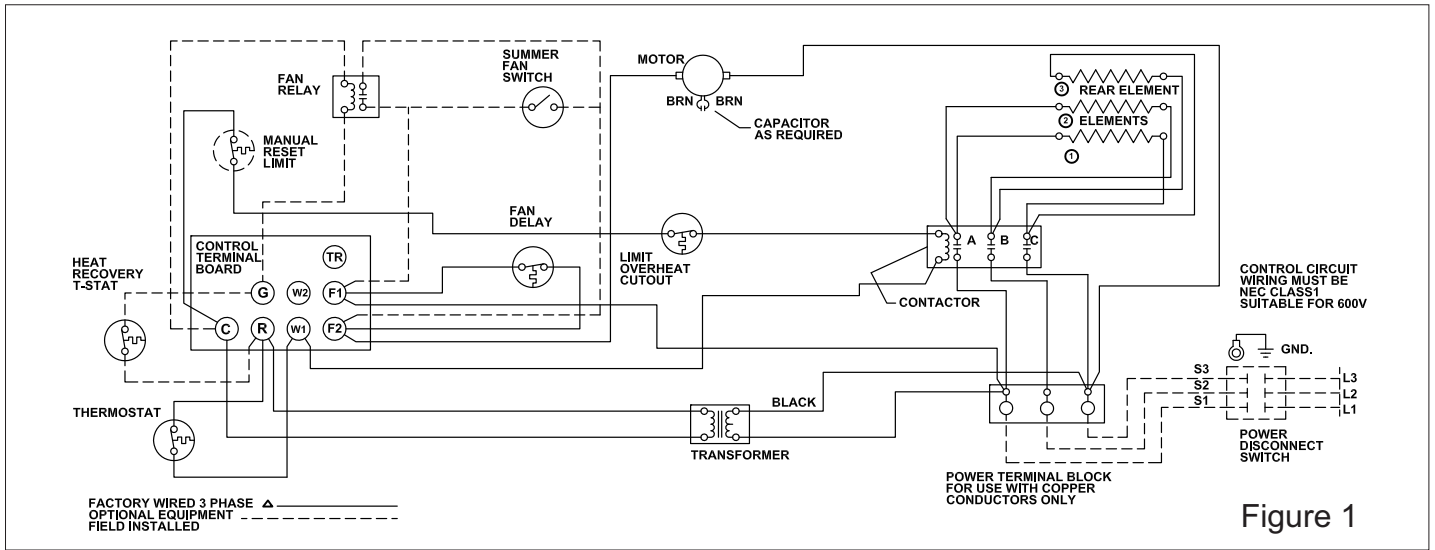 SUMMER
FAN
SWITCH
MOTOR
FAN
RELAY
3 REAR ELEMENT
BRN BRN
2 ELEMENTS
CAPACITOR
AS REQUIRED
MANUAL
RESET
LIMIT
1
FAN
DELAY
CONTROL
TERMINAL
BOARD
TR
LIMIT
OVERHEAT
CUTOUT
A B C
HEAT
RECOVERY
T-STAT
G W2 F1
C R W1 F2
CONTACTOR
CONTROL CIRCUIT
WIRING MUST BE
NEC CLASS1
SUITABLE FOR 600V
GND.
S3
S2
S1
L3
L2
L1
THERMOSTAT
BLACK
TRANSFORMER
POWER
DISCONNECT
SWITCH
POWER TERMINAL BLOCK
FOR USE WITH COPPER
CONDUCTORS ONLY
FACTORY WIRED 3 PHASE Δ
OPTIONAL EQUIPMENT
FIELD INSTALLED
Figure 1